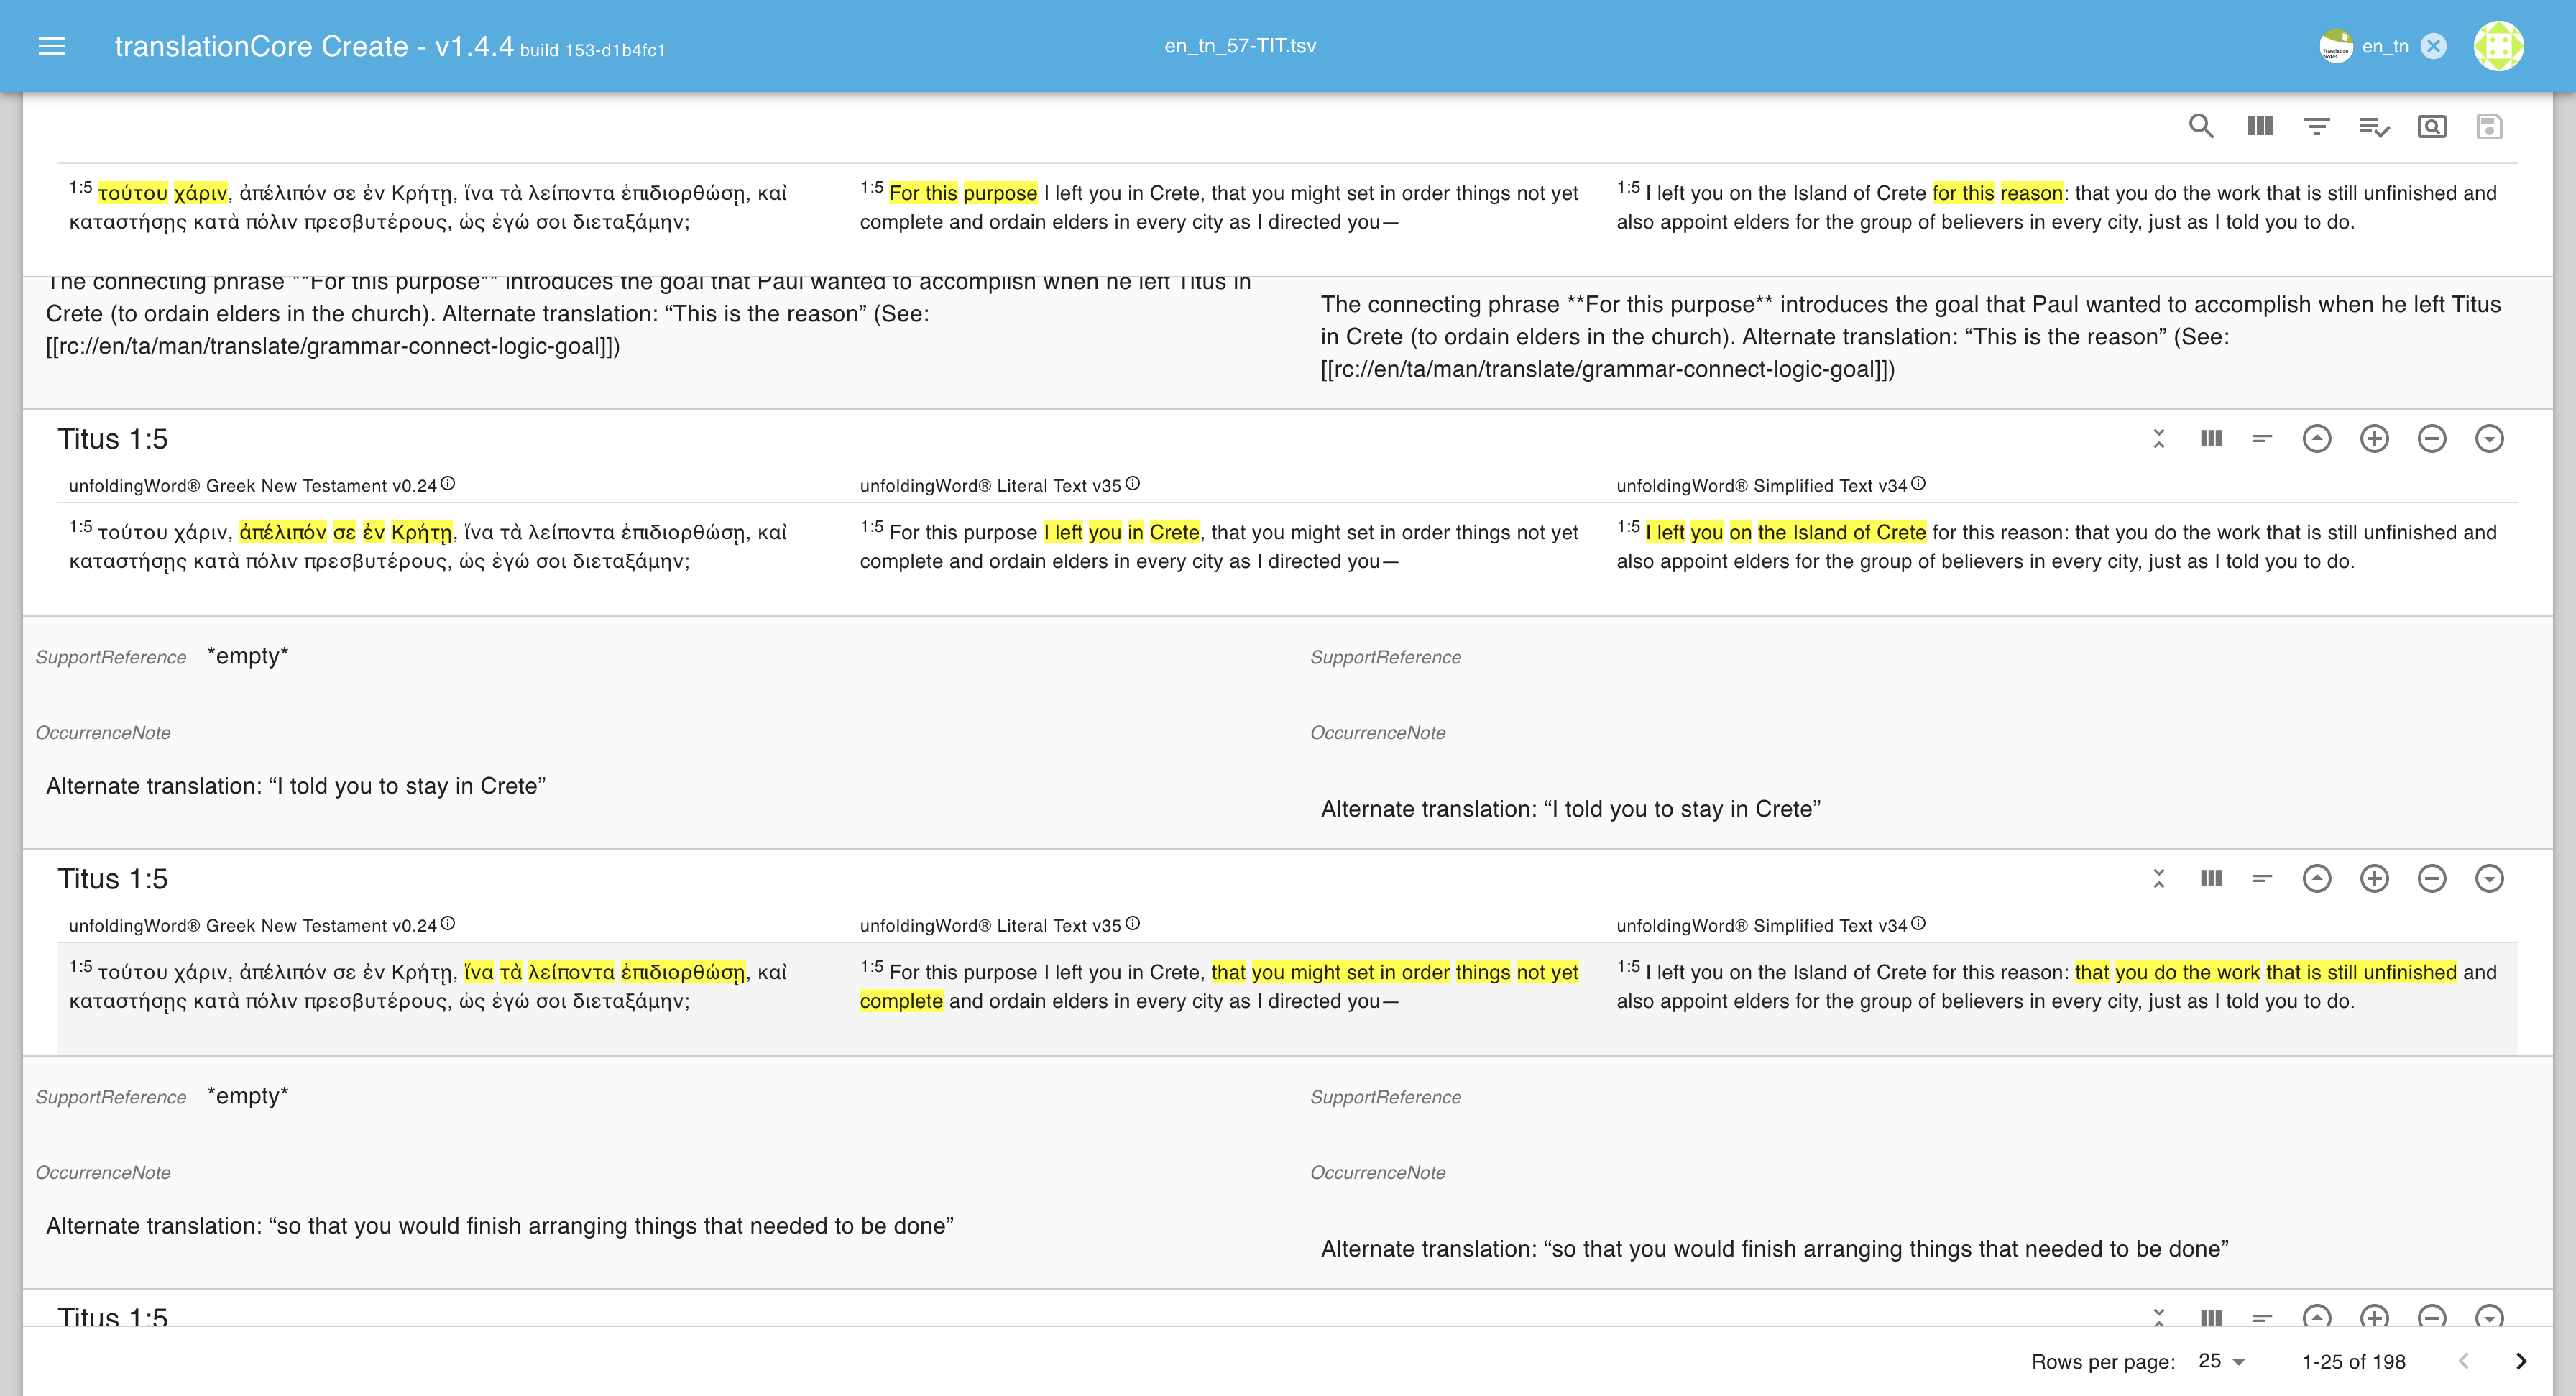 translationCore Create - v1.4.4 build 153-d1b4fc1
en_tn_57-TIT.tsv
Translation Notes
en_tn
1:5 τούτου χάριν, ἀπέλιπόν σε ἐν Κρήτῃ, ἵνα τὰ λείποντα ἐπιδιορθώσῃ, καὶ
καταστήσῃς κατὰ πόλιν πρεσβυτέρους, ὡς ἐγώ σοι διεταξάμην;
1:5 For this purpose I left you in Crete, that you might set in order things not yet
complete and ordain elders in every city as I directed you—
1:5 I left you on the Island of Crete for this reason: that you do the work that is still unfinished and
also appoint elders for the group of believers in every city, just as I told you to do.
The connecting phrase **For this purpose** introduces the goal that Paul wanted to accomplish when he left Titus in
Crete (to ordain elders in the church). Alternate translation: “This is the reason” (See:
[[rc://en/ta/man/translate/grammar-connect-logic-goal]])
The connecting phrase **For this purpose** introduces the goal that Paul wanted to accomplish when he left Titus
in Crete (to ordain elders in the church). Alternate translation: “This is the reason” (See:
[[rc://en/ta/man/translate/grammar-connect-logic-goal]])
Titus 1:5
unfoldingWord® Greek New Testament v0.24
unfoldingWord® Literal Text v35
unfoldingWord® Simplified Text v34
1:5 τούτου χάριν, ἀπέλιπόν σε ἐν Κρήτῃ, ἵνα τὰ λείποντα ἐπιδιορθώσῃ, καὶ
καταστήσῃς κατὰ πόλιν πρεσβυτέρους, ὡς ἐγώ σοι διεταξάμην;
1:5 For this purpose I left you in Crete, that you might set in order things not yet
complete and ordain elders in every city as I directed you—
1:5 I left you on the Island of Crete for this reason: that you do the work that is still unfinished and
also appoint elders for the group of believers in every city, just as I told you to do.
SupportReference *empty*
SupportReference
OccurrenceNote
OccurrenceNote
Alternate translation: “I told you to stay in Crete”
Alternate translation: “I told you to stay in Crete”
Titus 1:5
unfoldingWord® Greek New Testament v0.24
unfoldingWord® Literal Text v35
unfoldingWord® Simplified Text v34
1:5 τούτου χάριν, ἀπέλιπόν σε ἐν Κρήτῃ, ἵνα τὰ λείποντα ἐπιδιορθώσῃ, καὶ
καταστήσῃς κατὰ πόλιν πρεσβυτέρους, ὡς ἐγώ σοι διεταξάμην;
1:5 For this purpose I left you in Crete, that you might set in order things not yet
complete and ordain elders in every city as I directed you—
1:5 I left you on the Island of Crete for this reason: that you do the work that is still unfinished and
also appoint elders for the group of believers in every city, just as I told you to do.
SupportReference *empty*
SupportReference
OccurrenceNote
OccurrenceNote
Alternate translation: “so that you would finish arranging things that needed to be done”
Alternate translation: “so that you would finish arranging things that needed to be done”
Titus 1:5
Rows per page: 25 1-25 of 198